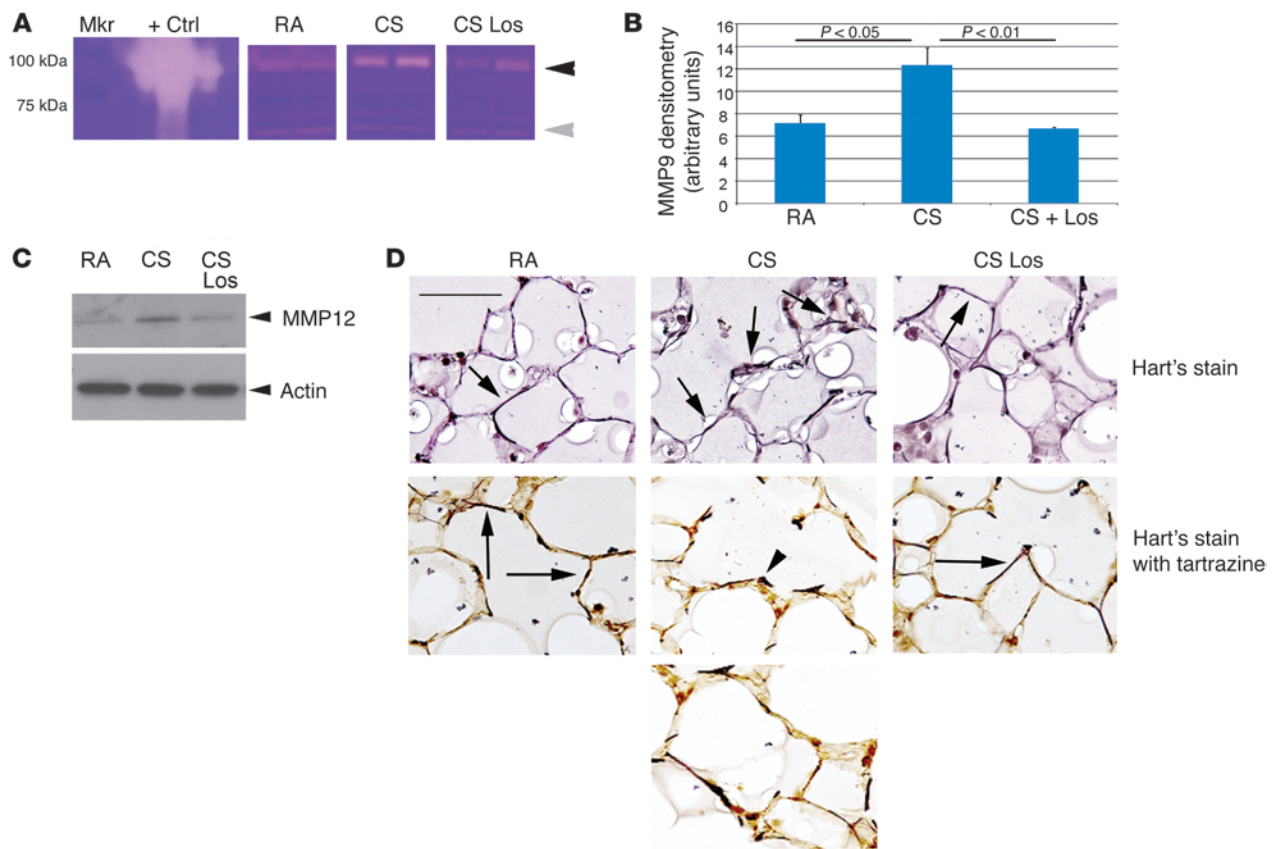 A
Mkr + Ctrl RA CS CS Los
100 kDa
75 kDa
B
MMP9 densitometry
(arbitrary units)
16
14
12
10
8
6
4
2
0
P < 0.05 P < 0.01
RA CS CS + Los
C
RA CS CS
Los
MMP12
Actin
D
RA CS CS Los
Hart's stain
Hart's stain
with tartrazine